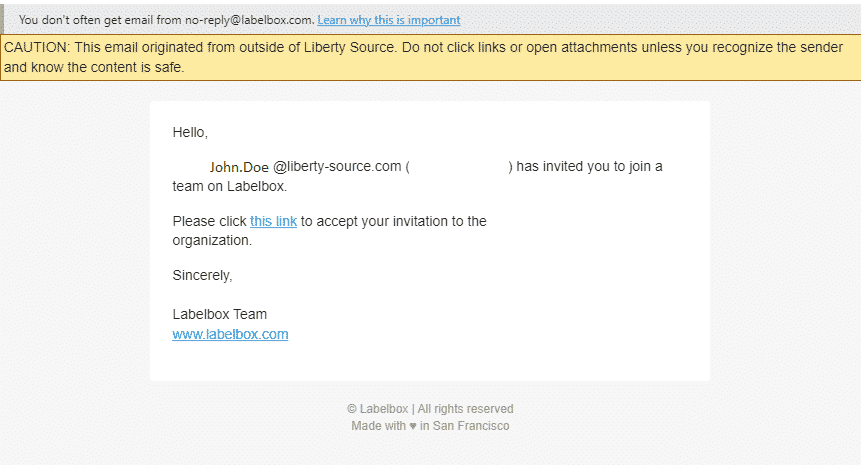 You don't often get email from no-reply@labelbox.com. Learn why this is important
CAUTION: This email originated from outside of Liberty Source. Do not click links or open attachments unless you recognize the sender
and know the content is safe.
Hello,
John.Doe @liberty-source.com ( ) has invited you to join a
team on Labelbox.
Please click this link to accept your invitation to the
organization.
Sincerely,
Labelbox Team
www.labelbox.com
© Labelbox | All rights reserved
Made with ♥ in San Francisco